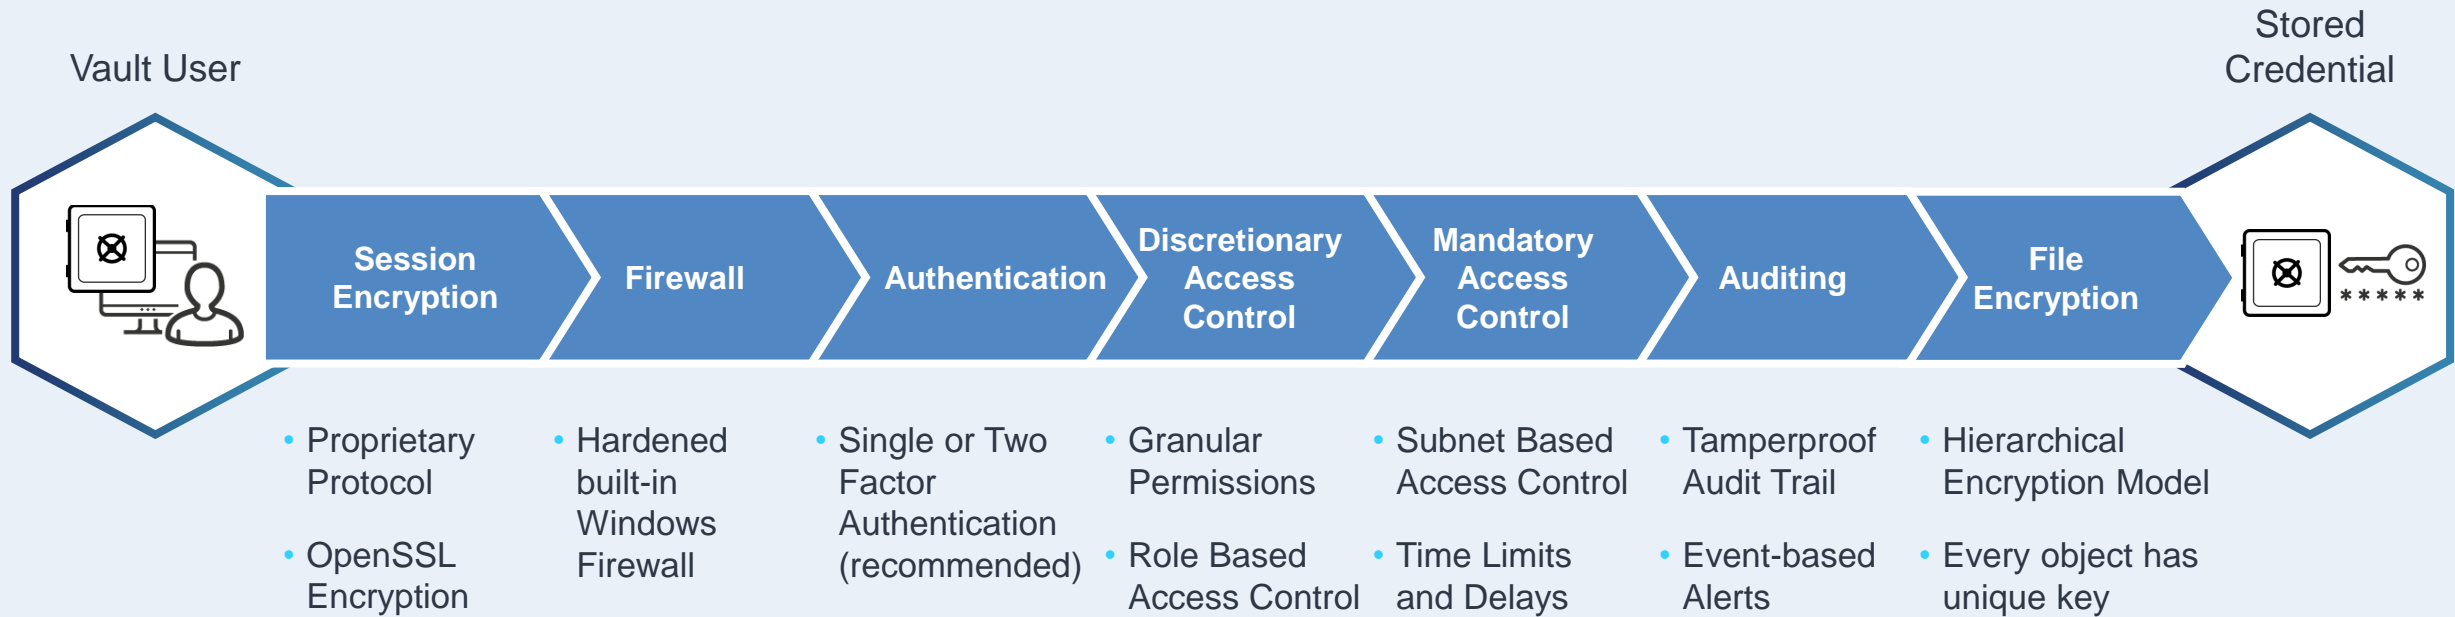 Vault User
Stored
Credential
Session
Encryption
Firewall
Authentication
Discretionary
Access
Control
Mandatory
Access
Control
Auditing
File
Encryption
*****
• Proprietary
Protocol
• OpenSSL
Encryption
• Hardened
built-in
Windows
Firewall
• Single or Two
Factor
Authentication
(recommended)
• Granular
Permissions
• Role Based
Access Control
• Subnet Based
Access Control
• Time Limits
and Delays
• Tamperproof
Audit Trail
• Event-based
Alerts
• Hierarchical
Encryption Model
• Every object has
unique key